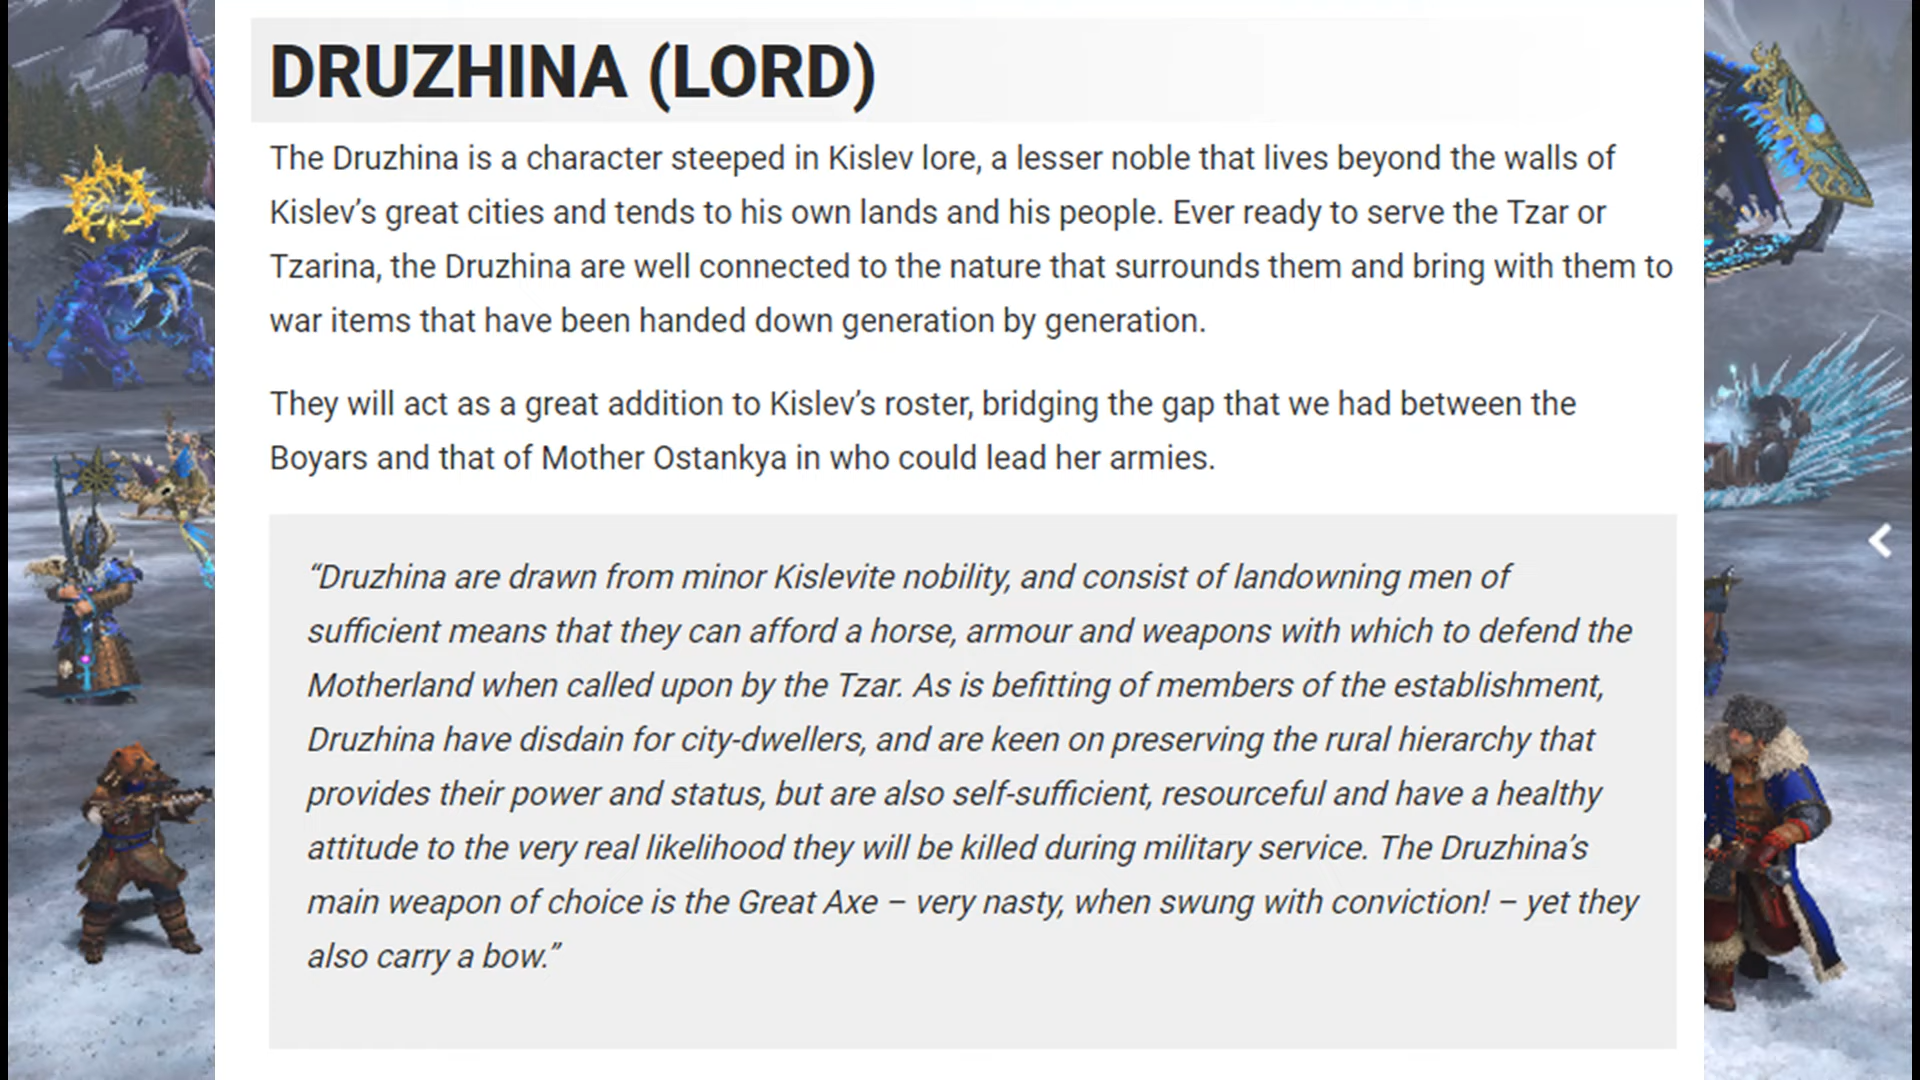 DRUZHINA (LORD)
The Druzhina is a character steeped in Kislev lore, a lesser noble that lives beyond the walls of
Kislev’s great cities and tends to his own lands and his people. Ever ready to serve the Tzar or
Tzarina, the Druzhina are well connected to the nature that surrounds them and bring with them to
war items that have been handed down generation by generation.
They will act as a great addition to Kislev’s roster, bridging the gap that we had between the
Boyars and that of Mother Ostankya in who could lead her armies.
“Druzhina are drawn from minor Kislevite nobility, and consist of landowning men of
sufficient means that they can afford a horse, armour and weapons with which to defend the
Motherland when called upon by the Tzar. As is befitting of members of the establishment,
Druzhina have disdain for city-dwellers, and are keen on preserving the rural hierarchy that
provides their power and status, but are also self-sufficient, resourceful and have a healthy
attitude to the very real likelihood they will be killed during military service. The Druzhina’s
main weapon of choice is the Great Axe – very nasty, when swung with conviction! – yet they
also carry a bow.”